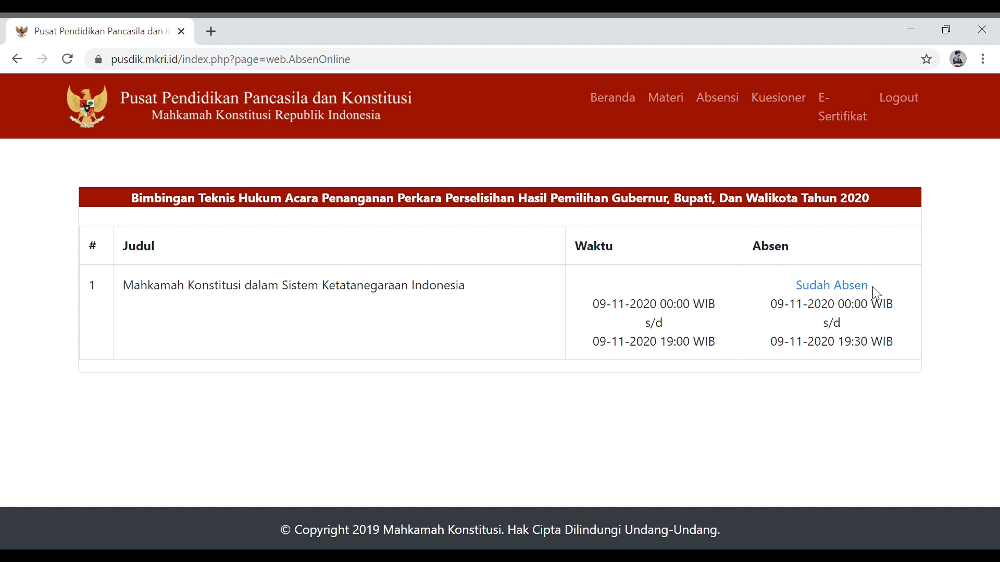 Pusat Pendidikan Pancasila dan K
pusdik.mkri.id/index.php?page=web.AbsenOnline
Pusat Pendidikan Pancasila dan Konstitusi
Mahkamah Konstitusi Republik Indonesia
Beranda Materi Absensi Kuesioner E-
Sertifikat
Logout
Bimbingan Teknis Hukum Acara Penanganan Perkara Perselisihan Hasil Pemilihan Gubernur, Bupati, Dan Walikota Tahun 2020
# Judul Waktu Absen
1 Mahkamah Konstitusi dalam Sistem Ketatanegaraan Indonesia
09-11-2020 00:00 WIB
s/d
09-11-2020 19:00 WIB
Sudah Absen
09-11-2020 00:00 WIB
s/d
09-11-2020 19:30 WIB
© Copyright 2019 Mahkamah Konstitusi. Hak Cipta Dilindungi Undang-Undang.